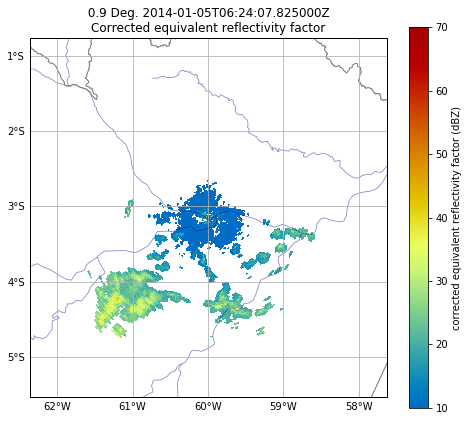 0.9 Deg. 2014-01-05T06:24:07.825000Z
Corrected equivalent reflectivity factor
1°S
2°S
3°S
4°S
5°S
62°W
61°W
60°W
59°W
58°W
70
60
50
40
30
20
10
corrected equivalent reflectivity factor (dBZ)